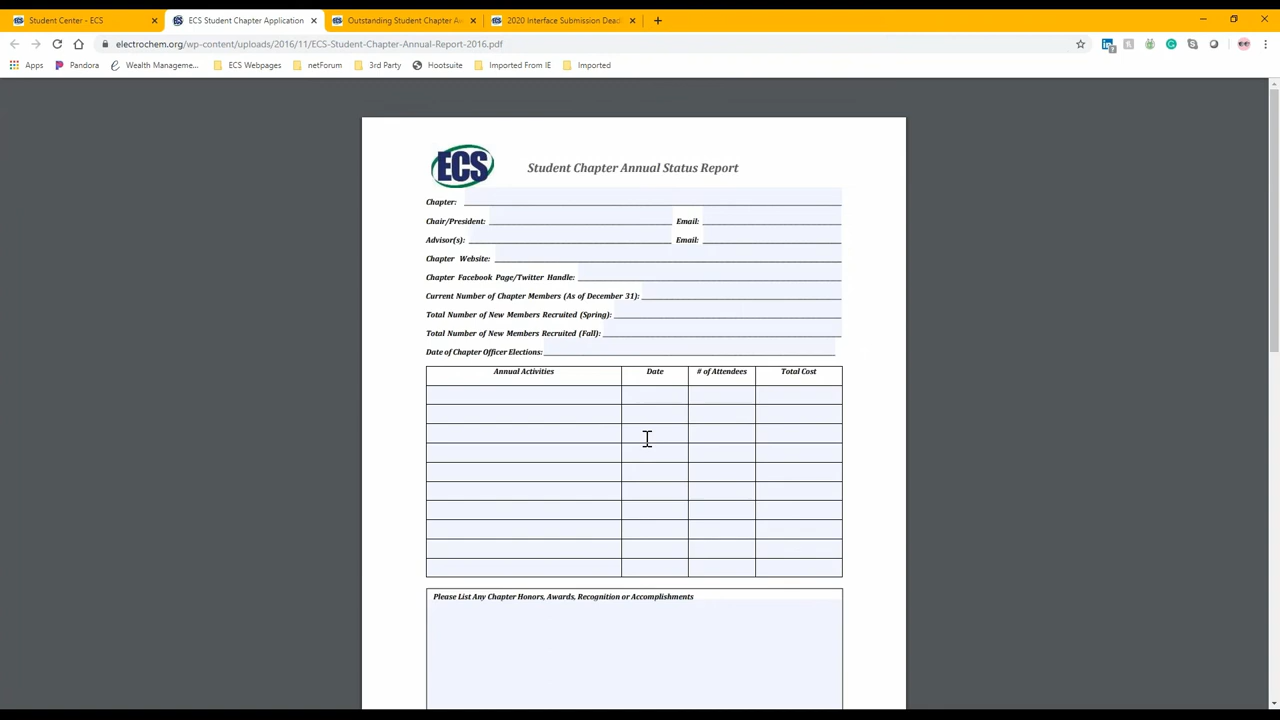 Student Center - ECS
ECS Student Chapter Application
Outstanding Student Chapter A
2020 Interface Submission Dead
electrochem.org/wp-content/uploads/2016/11/ECS-Student-Chapter-Annual-Report-2016.pdf
Apps Pandora Wealth Manageme... ECS Webpages netForum 3rd Party Hootsuite Imported From IE Imported
ECS
Student Chapter Annual Status Report
Chapter:
Chair/President: Email:
Advisor(s): Email:
Chapter Website:
Chapter Facebook Page/Twitter Handle:
Current Number of Chapter Members (As of December 31):
Total Number of New Members Recruited (Spring):
Total Number of New Members Recruited (Fall):
Date of Chapter Officer Elections:
Annual Activities Date # of Attendees Total Cost
Please List Any Chapter Honors, Awards, Recognition or Accomplishments